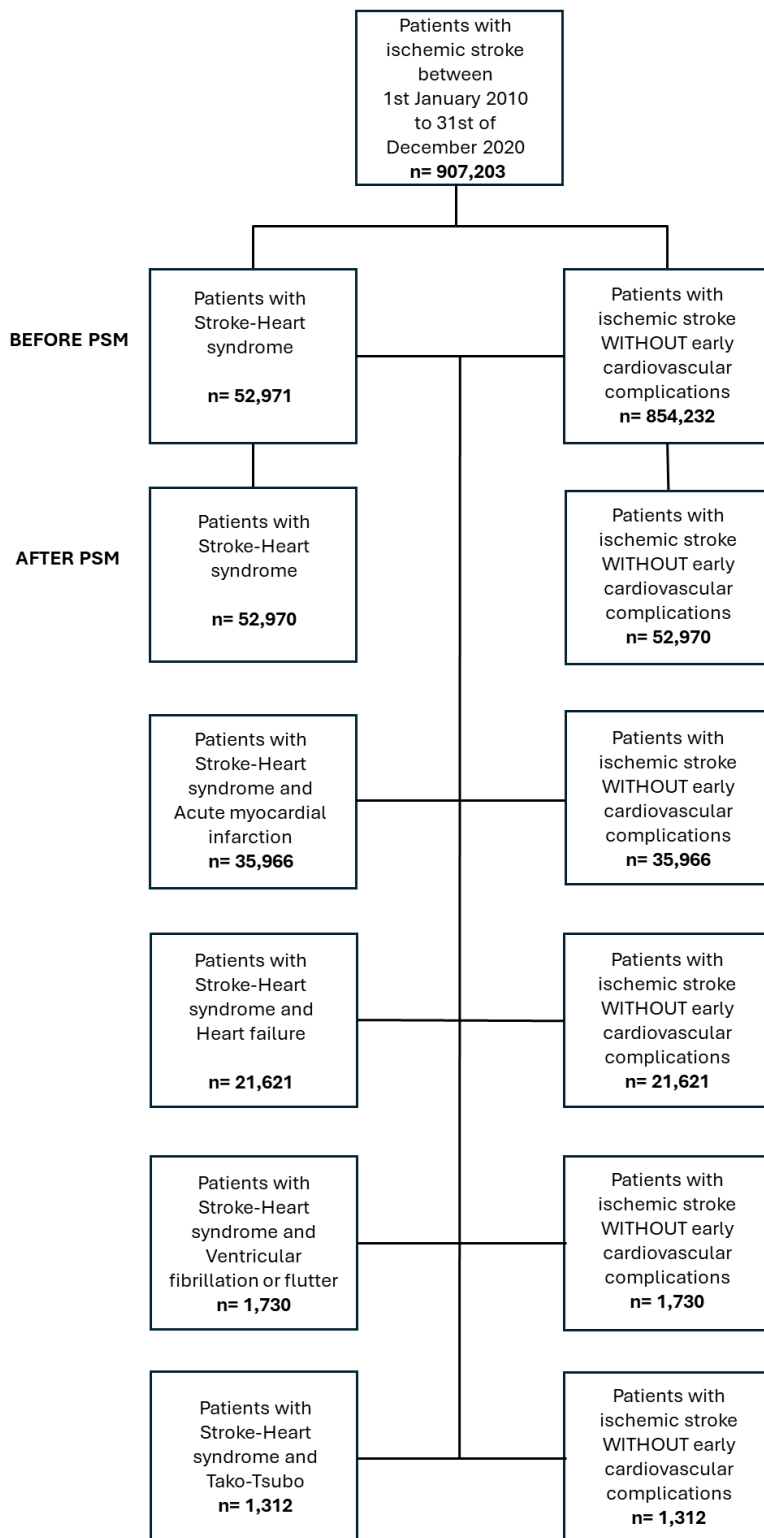 Patients with
ischemic stroke
between
1st January 2010
to 31st of
December 2020
n= 907,203
BEFORE PSM
Patients with
Stroke-Heart
syndrome
n= 52,971
Patients with
ischemic stroke
WITHOUT early
cardiovascular
complications
n= 854,232
AFTER PSM
Patients with
Stroke-Heart
syndrome
n= 52,970
Patients with
ischemic stroke
WITHOUT early
cardiovascular
complications
n= 52,970
Patients with
Stroke-Heart
syndrome and
Acute myocardial
infarction
n= 35,966
Patients with
ischemic stroke
WITHOUT early
cardiovascular
complications
n= 35,966
Patients with
Stroke-Heart
syndrome and
Heart failure
n= 21,621
Patients with
ischemic stroke
WITHOUT early
cardiovascular
complications
n= 21,621
Patients with
Stroke-Heart
syndrome and
Ventricular
fibrillation or flutter
n= 1,730
Patients with
ischemic stroke
WITHOUT early
cardiovascular
complications
n= 1,730
Patients with
Stroke-Heart
syndrome and
Tako-Tsubo
n= 1,312
Patients with
ischemic stroke
WITHOUT early
cardiovascular
complications
n= 1,312